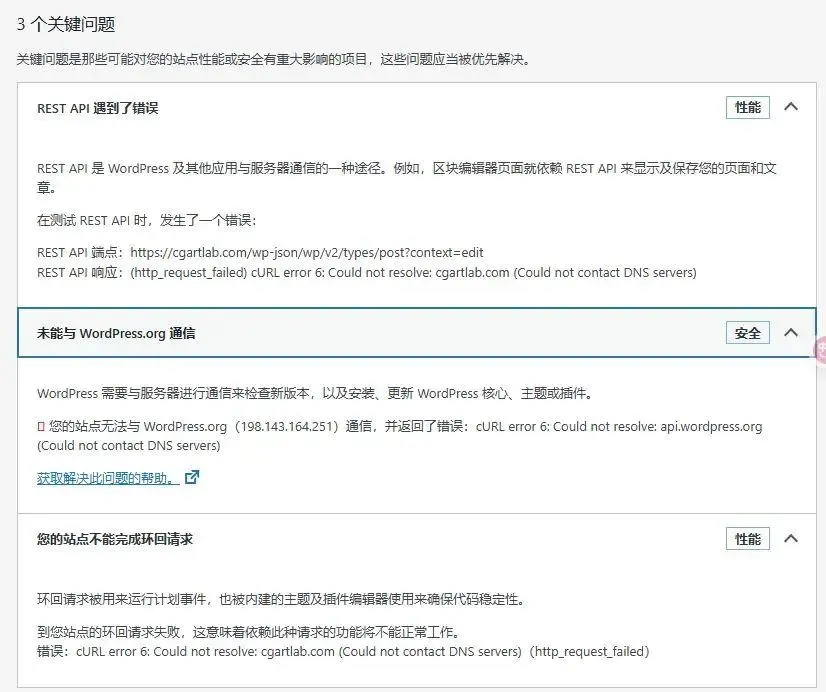 3 个关键问题
关键问题是那些可能对您的站点性能或安全有重大影响的项目，这些问题应当被优先解决。
REST API 遇到了错误
性能
REST API 是 WordPress 及其他应用与服务器通信的一种途径。例如，区块编辑器页面就依赖 REST API 来显示及保存您的页面和文
章。
在测试 REST API 时，发生了一个错误：
REST API 端点：https://cgartlab.com/wp-json/wp/v2/types/post?context=edit
REST API 响应：(http_request_failed) cURL error 6: Could not resolve: cgartlab.com (Could not contact DNS servers)
未能与 WordPress.org 通信
安全
WordPress 需要与服务器进行通信来检查新版本，以及安装、更新 WordPress 核心、主题或插件。
您的站点无法与 WordPress.org（198.143.164.251）通信，并返回了错误：cURL error 6: Could not resolve: api.wordpress.org
(Could not contact DNS servers)
获取解决此问题的帮助。
您的站点不能完成环回请求
性能
环回请求被用来运行计划事件，也被内建的主题及插件编辑器使用来确保代码稳定性。
到您站点的环回请求失败，这意味着依赖此种请求的功能将不能正常工作。
错误：cURL error 6: Could not resolve: cgartlab.com (Could not contact DNS servers)（http_request_failed）